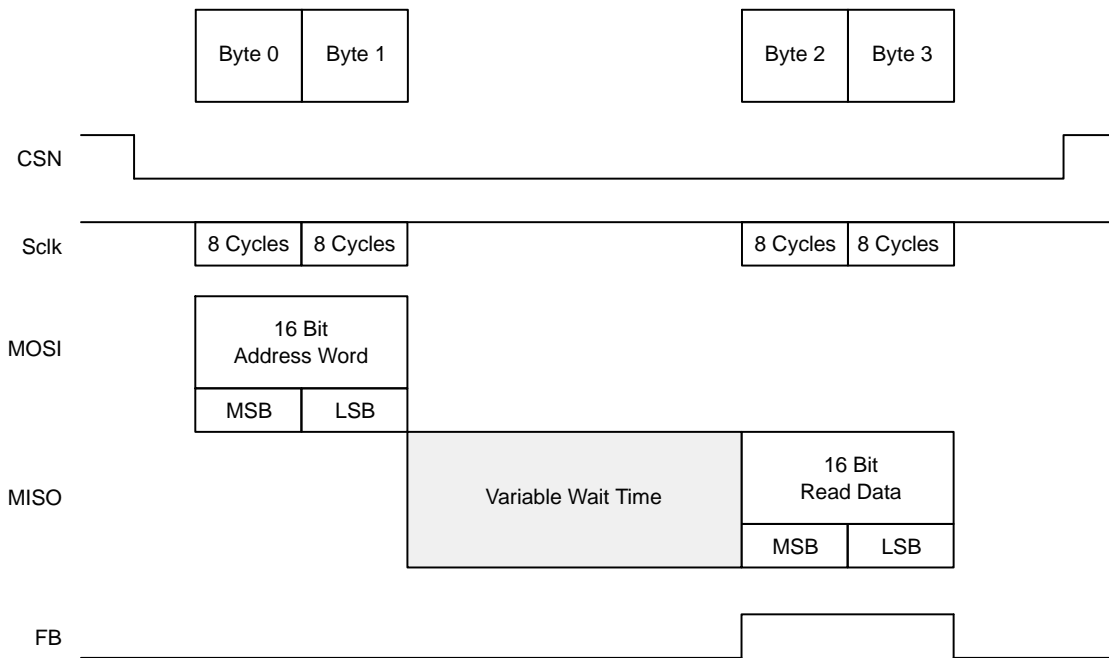 Byte 0 Byte 1 Byte 2 Byte 3
CSN
Sclk 8 Cycles 8 Cycles 8 Cycles 8 Cycles
MOSI
16 Bit
Address Word
MSB LSB
MISO
Variable Wait Time
16 Bit
Read Data
MSB LSB
FB